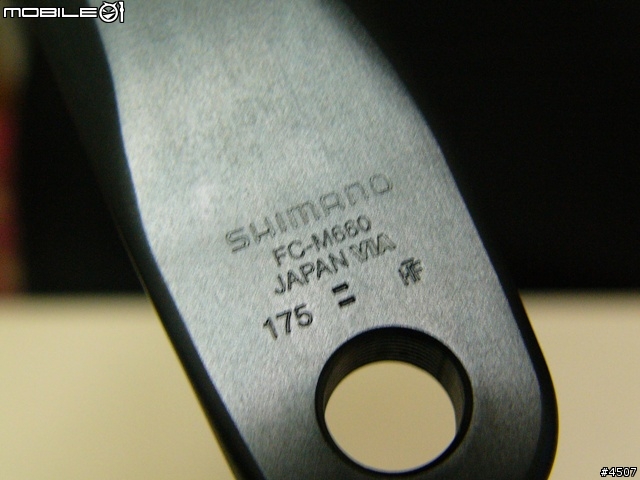 MOBILE01
SHIMANO
FC-M660
JAPAN VIA
175
#4507